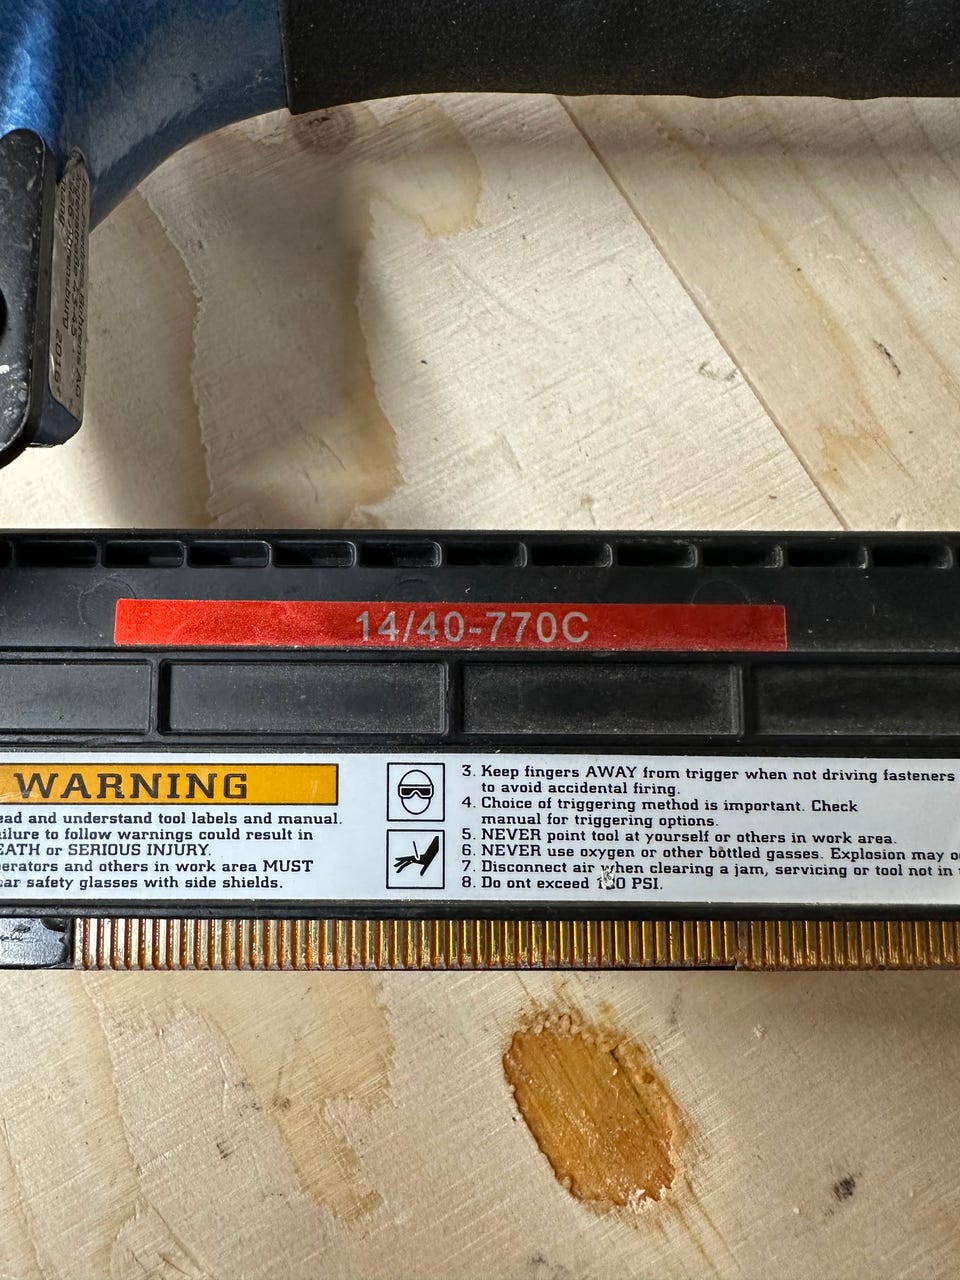 14/40-770C
WARNING
ead and understand tool labels and manual.
ailure to follow warnings could result in
EATH or SERIOUS INJURY.
perators and others in work area MUST
ear safety glasses with side shields.
3. Keep fingers AWAY from trigger when not driving fasteners
to avoid accidental firing.
4. Choice of triggering method is important. Check
manual for triggering options.
5. NEVER point tool at yourself or others in work area.
6. NEVER use oxygen or other bottled gasses. Explosion may
7. Disconnect air when clearing a jam, servicing or tool not in
8. Do ont exceed PSI.